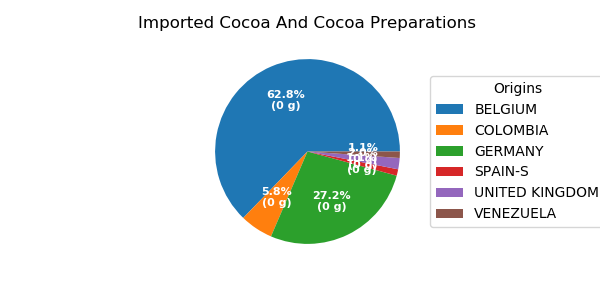 Imported Cocoa And Cocoa Preparations
62.8%
(0 g)
Origins
BELGIUM
COLOMBIA
GERMANY
SPAIN-S
UNITED KINGDOM
VENEZUELA
1.1%
5.8%
(0 g)
27.2%
(0 g)
(0 g)